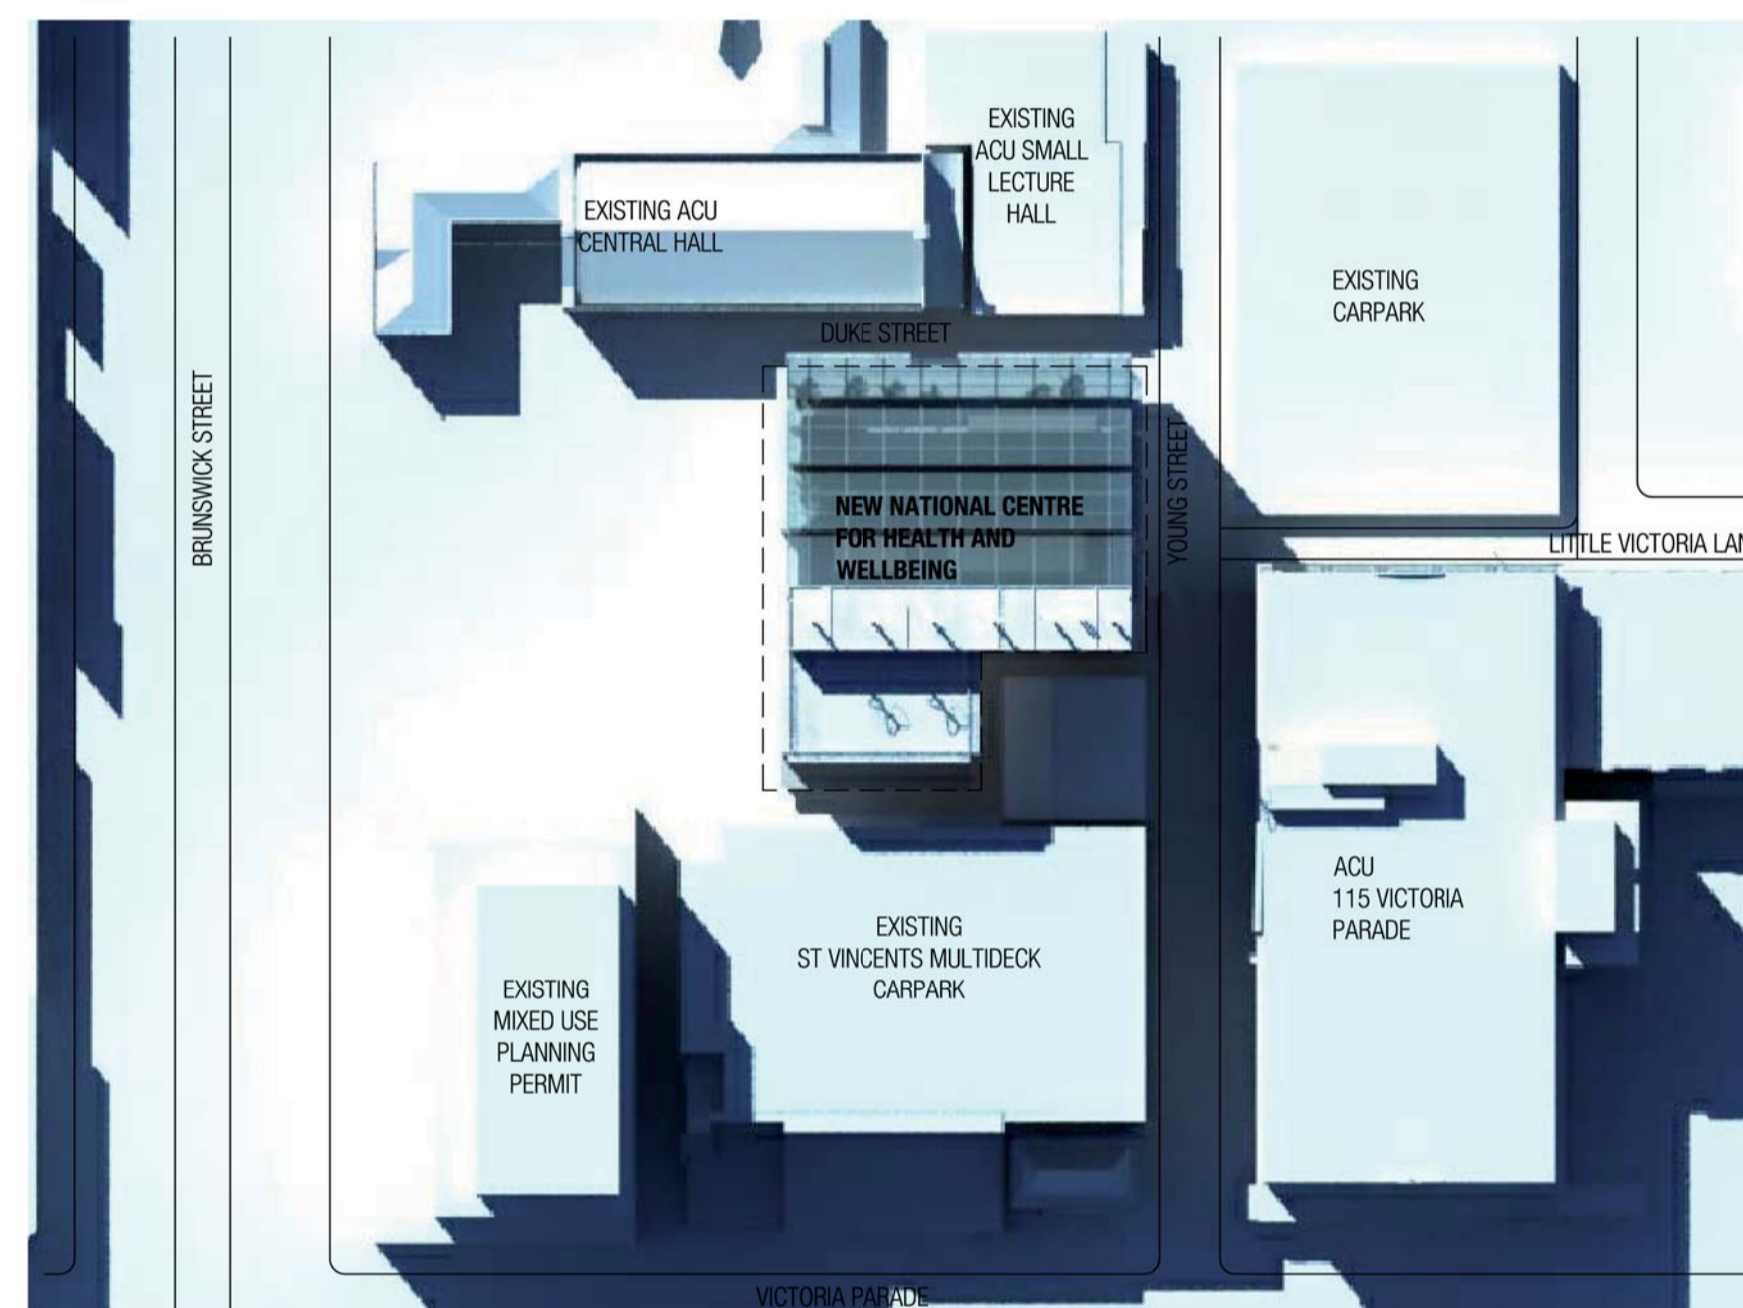 EXISTING
ACU SMALL
LECTURE
HALL
EXISTING ACU
CENTRAL HALL
EXISTING
CARPARK
DUKE STREET
BRUNSWICK STREET
YOUNG STREET
NEW NATIONAL CENTRE
FOR HEALTH AND
WELLBEING
LITTLE VICTORIA LAN
ACU
115 VICTORIA
PARADE
EXISTING
ST VINCENTS MULTIDECK
CARPARK
EXISTING
MIXED USE
PLANNING
PERMIT
VICTORIA PARADE